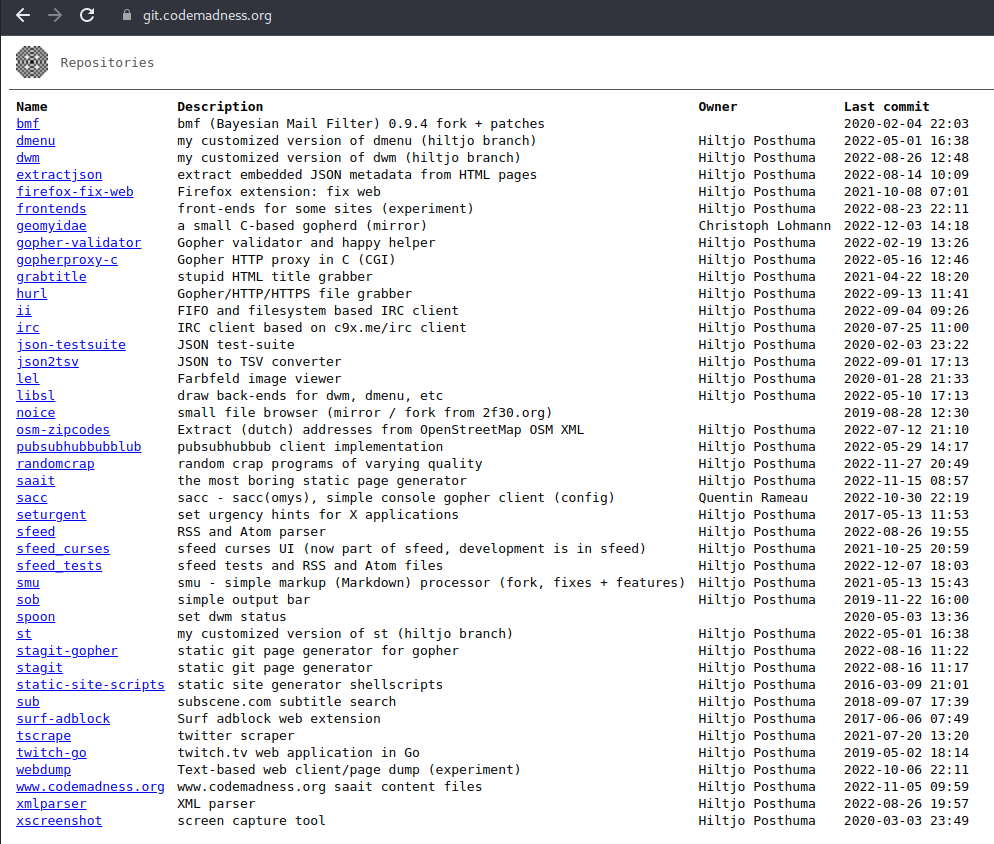 git.codemadness.org
Repositories
Name Description Owner Last commit
bmf bmf (Bayesian Mail Filter) 0.9.4 fork + patches 2020-02-04 22:03
dmenu my customized version of dmenu (hiltjo branch) Hiltjo Posthuma 2022-05-01 16:38
dwm my customized version of dwm (hiltjo branch) Hiltjo Posthuma 2022-08-26 12:48
extractjson extract embedded JSON metadata from HTML pages Hiltjo Posthuma 2022-08-14 10:09
firefox-fix-web Firefox extension: fix web Hiltjo Posthuma 2021-10-08 07:01
frontends front-ends for some sites (experiment) Hiltjo Posthuma 2022-08-23 22:11
geomyidae a small C-based gopherd (mirror) Christoph Lohmann 2022-12-03 14:18
gopher-validator Gopher validator and happy helper Hiltjo Posthuma 2022-02-19 13:26
gopherproxy-c Gopher HTTP proxy in C (CGI) Hiltjo Posthuma 2022-05-16 12:46
grabtitle stupid HTML title grabber Hiltjo Posthuma 2021-04-22 18:20
hurl Gopher/HTTP/HTTPS file grabber Hiltjo Posthuma 2022-09-13 11:41
ii FIFO and filesystem based IRC client Hiltjo Posthuma 2022-09-04 09:26
irc IRC client based on c9x.me/irc client Hiltjo Posthuma 2020-07-25 11:00
json-testsuite JSON test-suite Hiltjo Posthuma 2020-02-03 23:22
json2tsv JSON to TSV converter Hiltjo Posthuma 2022-09-01 17:13
lel Farbfeld image viewer Hiltjo Posthuma 2020-01-28 21:33
libsl draw back-ends for dwm, dmenu, etc Hiltjo Posthuma 2022-05-10 17:13
noice small file browser (mirror / fork from 2f30.org) 2019-08-28 12:30
osm-zipcodes Extract (dutch) addresses from OpenStreetMap OSM XML Hiltjo Posthuma 2022-07-12 21:10
pubsubhubbubblub pubsubhubbub client implementation Hiltjo Posthuma 2022-05-29 14:17
randomcrap random crap programs of varying quality Hiltjo Posthuma 2022-11-27 20:49
saait the most boring static page generator Hiltjo Posthuma 2022-11-15 08:57
sacc sacc - sacc(omys), simple console gopher client (config) Quentin Rameau 2022-10-30 22:19
seturgent set urgency hints for X applications Hiltjo Posthuma 2017-05-13 11:53
sfeed RSS and Atom parser Hiltjo Posthuma 2022-08-26 19:55
sfeed_curses sfeed curses UI (now part of sfeed, development is in sfeed) Hiltjo Posthuma 2021-10-25 20:59
sfeed_tests sfeed tests and RSS and Atom files Hiltjo Posthuma 2022-12-07 18:03
smu smu - simple markup (Markdown) processor (fork, fixes + features) Hiltjo Posthuma 2021-05-13 15:43
sob simple output bar Hiltjo Posthuma 2019-11-22 16:00
spoon set dwm status 2020-05-03 13:36
st my customized version of st (hiltjo branch) Hiltjo Posthuma 2022-05-01 16:38
stagit-gopher static git page generator for gopher Hiltjo Posthuma 2022-08-16 11:22
stagit static git page generator Hiltjo Posthuma 2022-08-16 11:17
static-site-scripts static site generator shellscripts Hiltjo Posthuma 2016-03-09 21:01
sub subscene.com subtitle search Hiltjo Posthuma 2018-09-07 17:39
surf-adblock Surf adblock web extension Hiltjo Posthuma 2017-06-06 07:49
tscrape twitter scraper Hiltjo Posthuma 2021-07-20 13:20
twitch-go twitch.tv web application in Go Hiltjo Posthuma 2019-05-02 18:14
webdump Text-based web client/page dump (experiment) Hiltjo Posthuma 2022-10-06 22:11
www.codemadness.org www.codemadness.org saait content files Hiltjo Posthuma 2022-11-05 09:59
xmlparser XML parser Hiltjo Posthuma 2022-08-26 19:57
xscreenshot screen capture tool Hiltjo Posthuma 2020-03-03 23:49